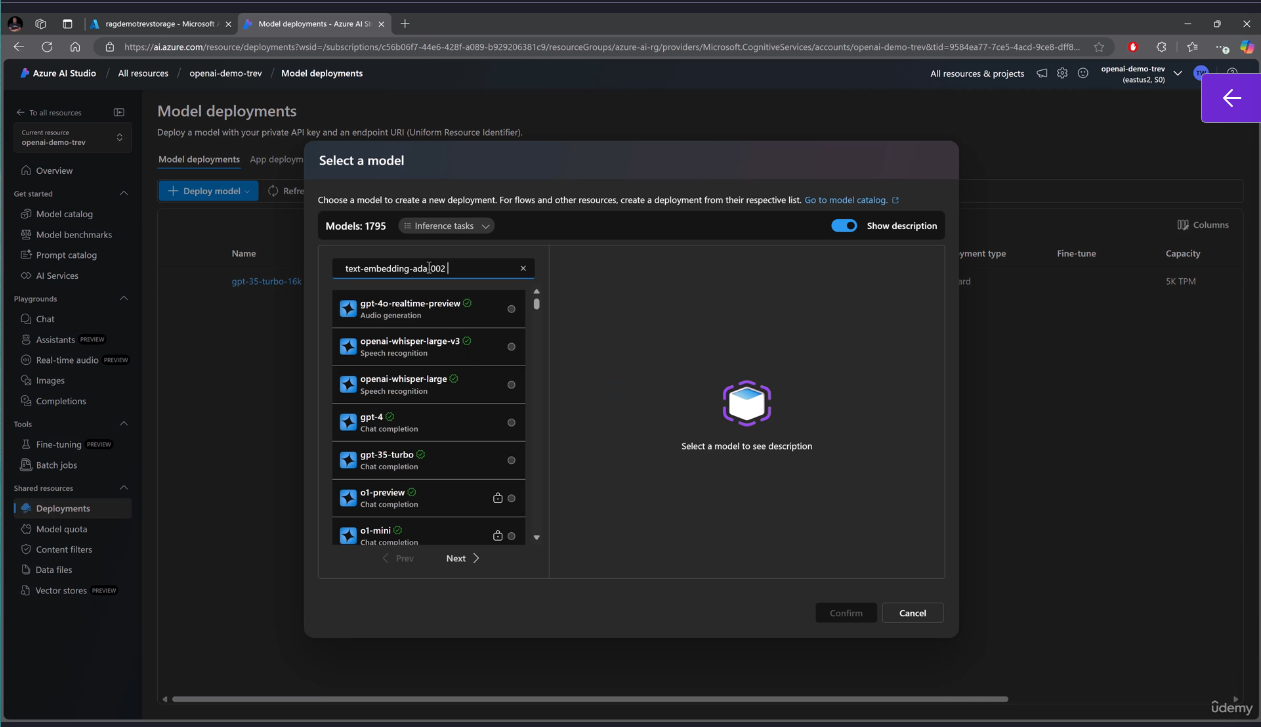 ragdemotrevstorage - Microsoft A
Model deployments - Azure AI St
https://ai.azure.com/resource/deployments?wsid=/subscriptions/c56b06f7-44e6-428f-a089-b929206381c9/resourceGroups/azure-ai-rg/providers/Microsoft.CognitiveServices/accounts/openai-demo-trev&tid=9584ea77-7ce5-4acd-9ce8-dff8...
Azure AI Studio / All resources / openai-demo-trev / Model deployments
All resources & projects
openai-demo-trev
(eastus2, S0)
TW
To all resources
Current resource
openai-demo-trev
Overview
Get started
Model catalog
Model benchmarks
Prompt catalog
AI Services
Playgrounds
Chat
Assistants PREVIEW
Real-time audio PREVIEW
Images
Completions
Tools
Fine-tuning PREVIEW
Batch jobs
Shared resources
Deployments
Model quota
Content filters
Data files
Vector stores PREVIEW
Model deployments
Deploy a model with your private API key and an endpoint URI (Uniform Resource Identifier).
Model deployments App deploym
+ Deploy model Refre
Columns
Name yment type Fine-tune Capacity
gpt-35-turbo-16k ard 5K TPM
Select a model
Choose a model to create a new deployment. For flows and other resources, create a deployment from their respective list. Go to model catalog.
Models: 1795 Inference tasks Show description
text-embedding-ada-002
gpt-4o-realtime-preview
Audio generation
openai-whisper-large-v3
Speech recognition
openai-whisper-large
Speech recognition
gpt-4
Chat completion
gpt-35-turbo
Chat completion
o1-preview
Chat completion
o1-mini
Chat completion
Prev Next
Select a model to see description
Confirm Cancel
ûdemy